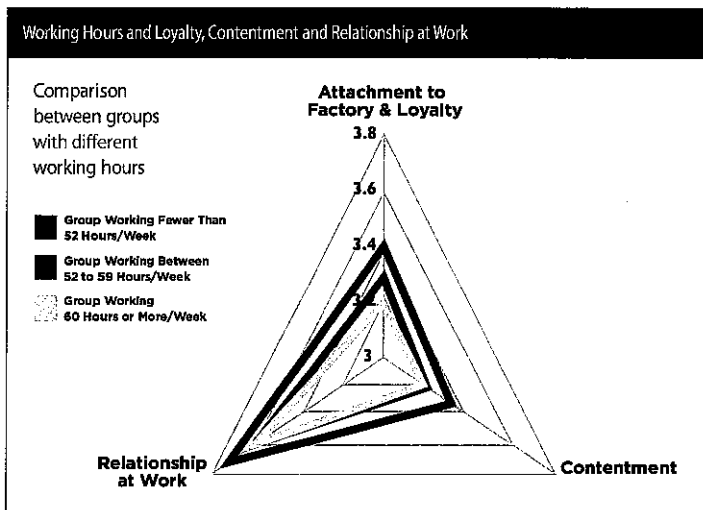 Working Hours and Loyalty, Contentment and Relationship at Work
Comparison
between groups
with different
working hours
Group Working Fewer Than
52 Hours/Week
Group Working Between
52 to 59 Hours/Week
Group Working
60 Hours or More/Week
Attachment to
Factory & Loyalty
3.8
3.6
3.4
3.2
3
Relationship
at Work
Contentment